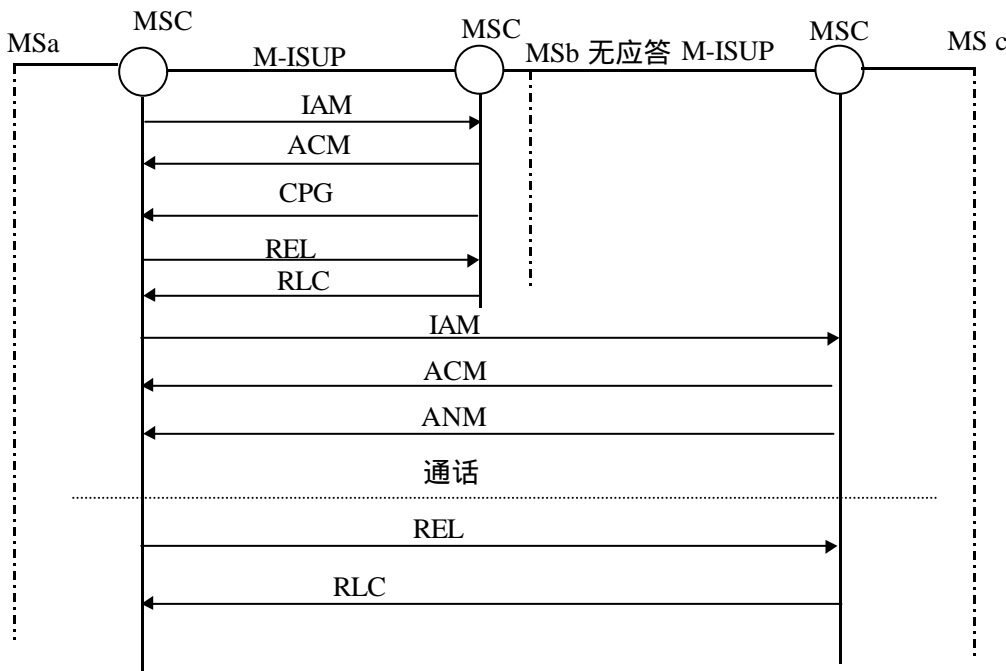 MSa
MSC
MSC
MSC
MS c
M-ISUP
MSb 无应答 M-ISUP
IAM
ACM
CPG
REL
RLC
IAM
ACM
ANM
通话
REL
RLC